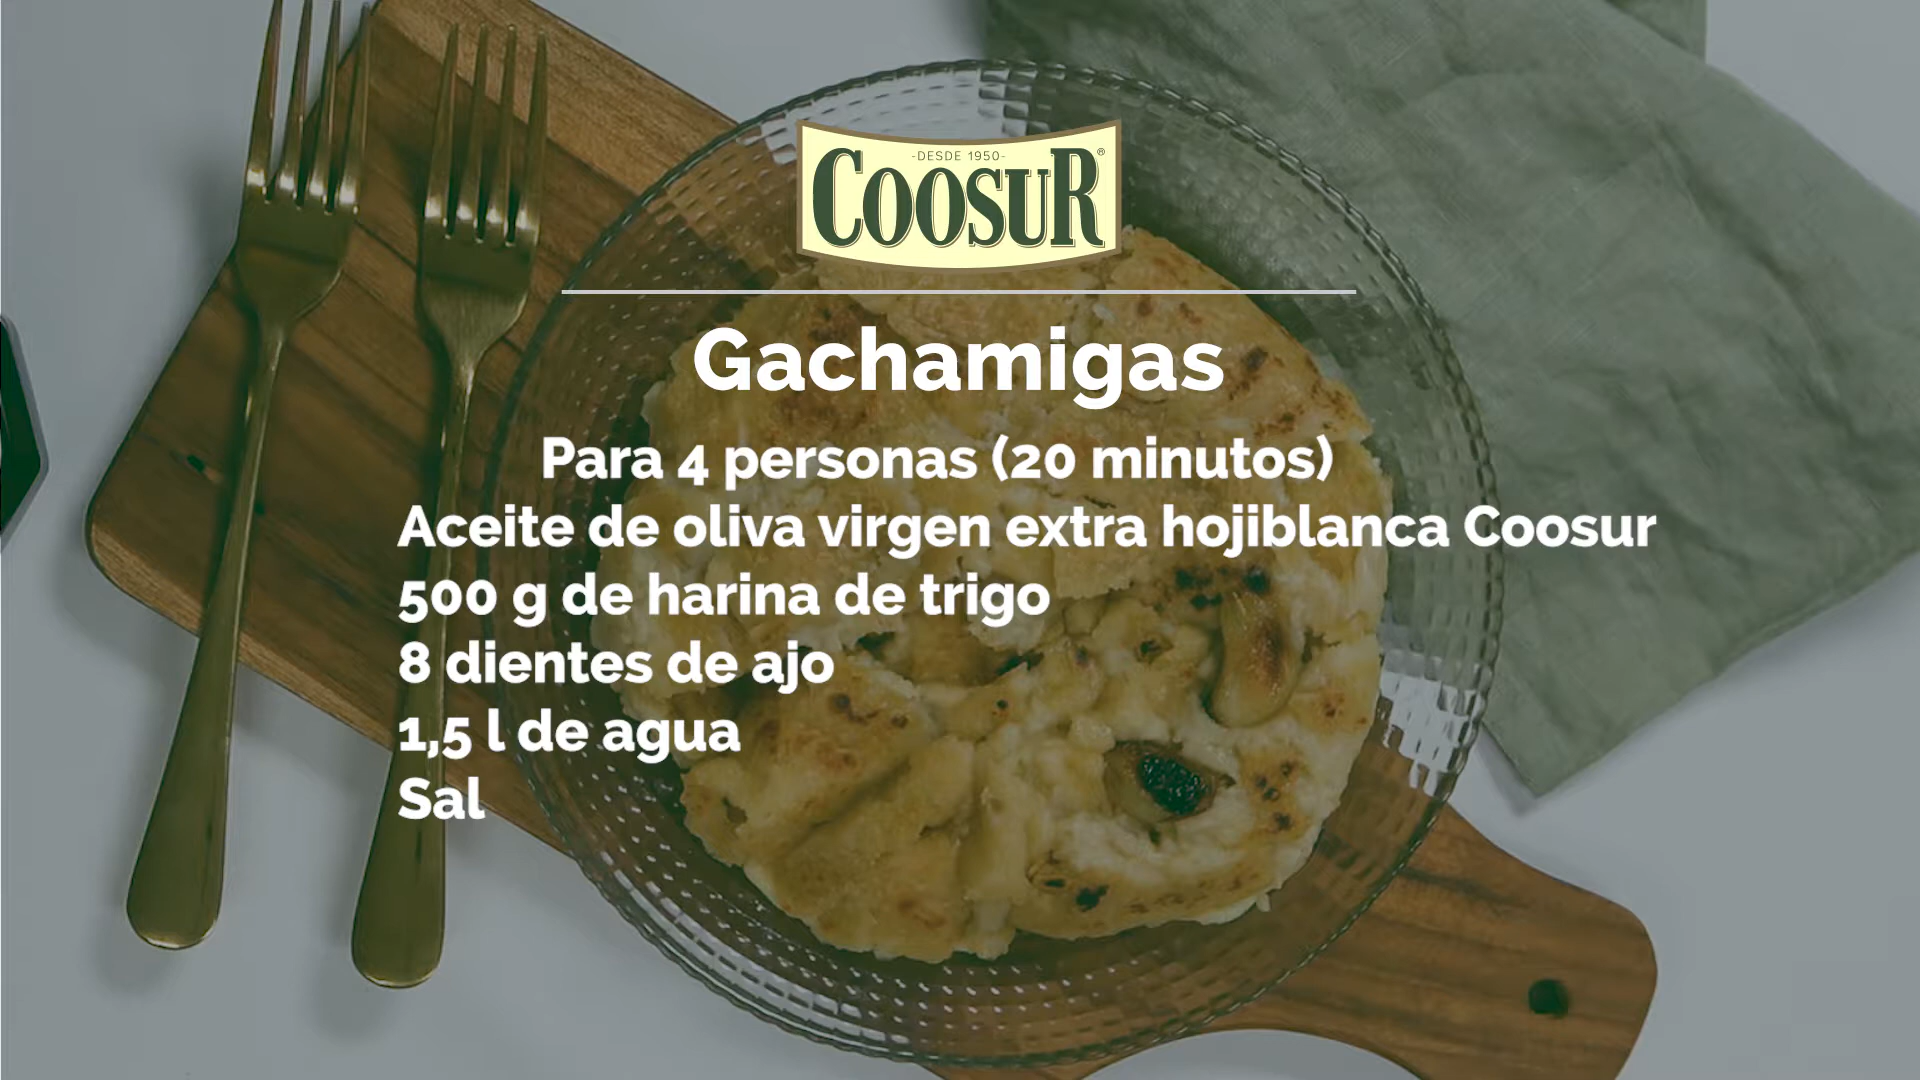 -DESDE 1950-
COOSUR®
Gachamigas
Para 4 personas (20 minutos)
Aceite de oliva virgen extra hojiblanca Coosur
500 g de harina de trigo
8 dientes de ajo
1,5 l de agua
Sal